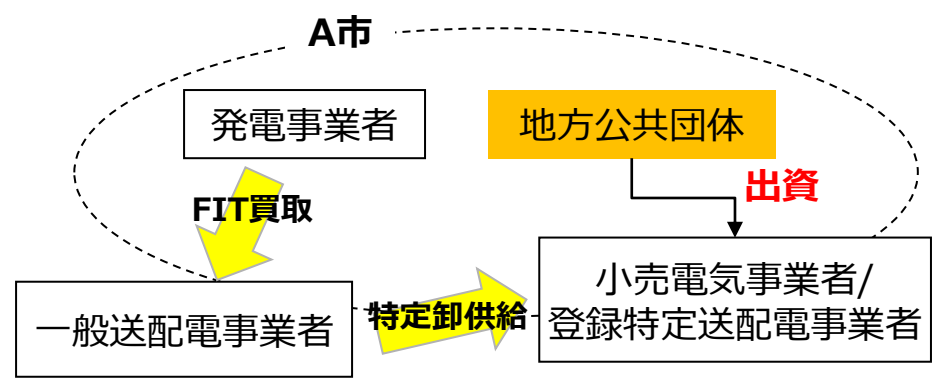 A市
発電事業者
地方公共団体
出資
FIT買取
小売電気事業者/
登録特定送配電事業者
一般送配電事業者
特定卸供給